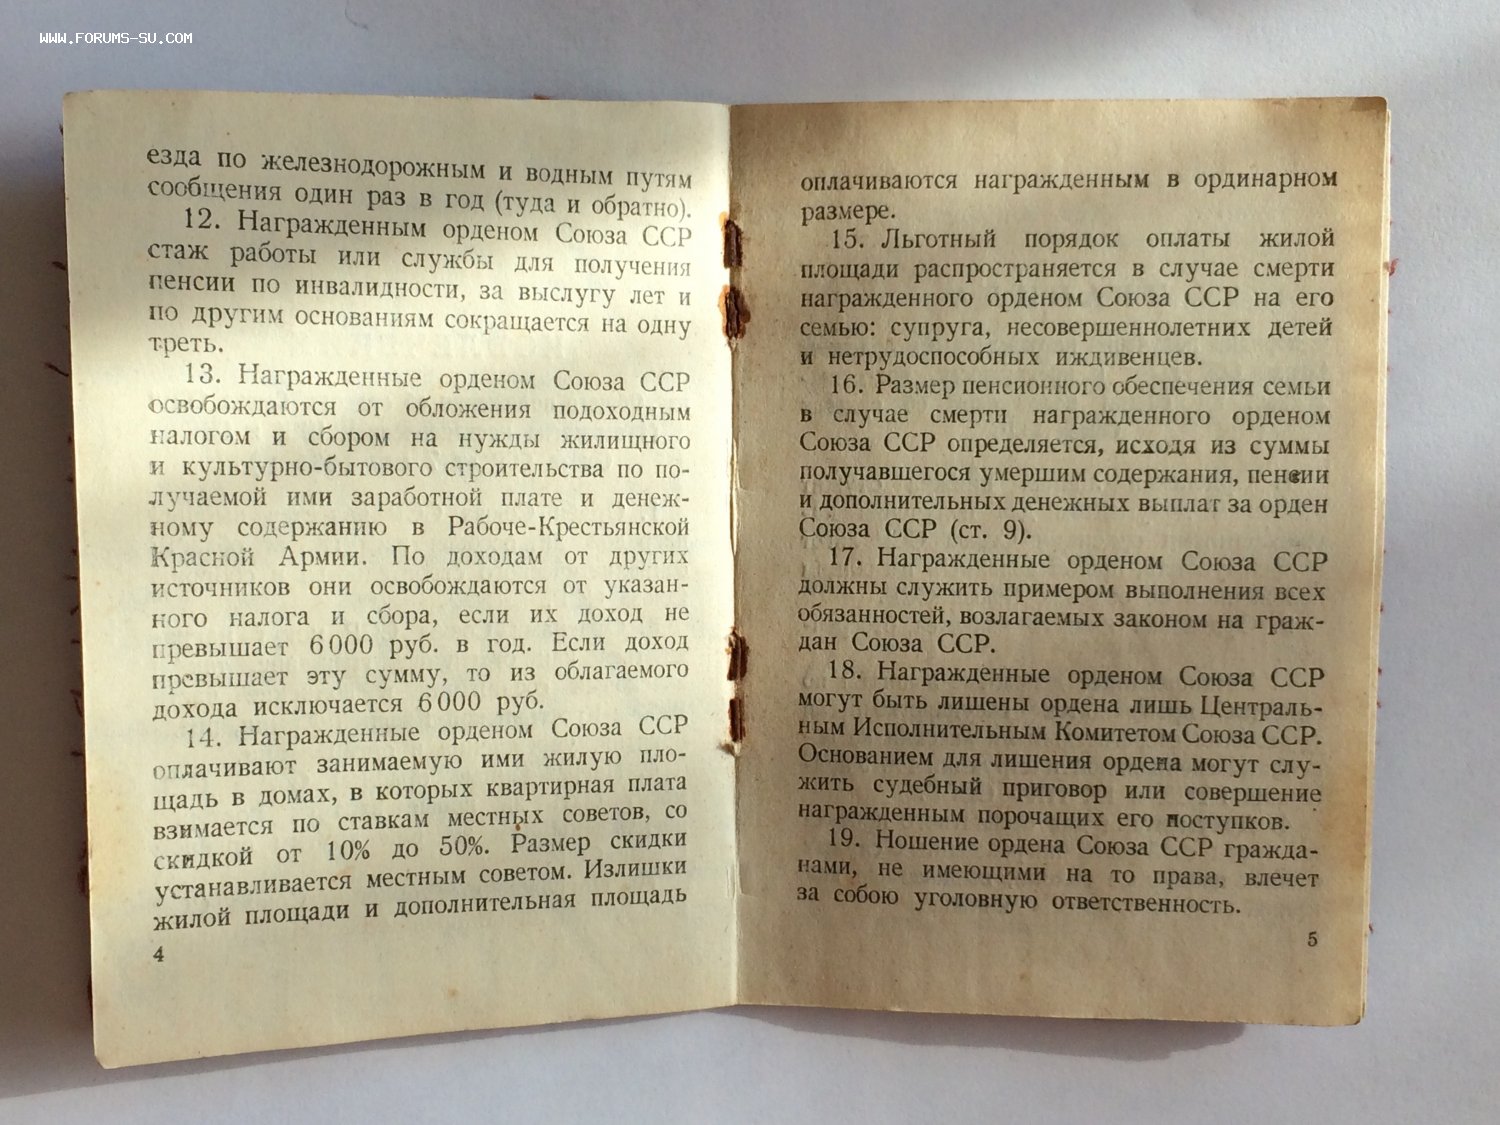 WWW.FORUMS-SU.COM
езда по железнодорожным и водным путям
сообщения один раз в год (туда и обратно).
12. Награжденным орденом Союза ССР
стаж работы или службы для получения
пенсии по инвалидности, за выслугу лет и
по другим основаниям сокращается на одну
треть.
13. Награжденные орденом Союза ССР
освобождаются от обложения подоходным
налогом и сбором на нужды жилищного
и культурно-бытового строительства по по-
лучаемой ими заработной плате и денеж-
ному содержанию в Рабоче-Крестьянской
Красной Армии. По доходам от других
источников они освобождаются от указан-
ного налога и сбора, если их доход не
превышает 6000 руб. в год. Если доход
превышает эту сумму, то из облагаемого
дохода исключается 6000 руб.
14. Награжденные орденом Союза ССР
оплачивают занимаемую ими жилую пло-
щадь в домах, в которых квартирная плата
взимается по ставкам местных советов, со
скидкой от 10% до 50%. Размер скидки
устанавливается местным советом. Излишки
жилой площади и дополнительная площадь
4
оплачиваются награжденным в ординарном
размере.
15. Льготный порядок оплаты жилой
площади распространяется в случае смерти
награжденного орденом Союза ССР на его
семью: супруга, несовершеннолетних детей
и нетрудоспособных иждивенцев.
16. Размер пенсионного обеспечения семьи
в случае смерти награжденного орденом
Союза ССР определяется, исходя из суммы
получавшегося умершим содержания, пенсии
и дополнительных денежных выплат за орден
Союза ССР (ст. 9).
17. Награжденные орденом Союза ССР
должны служить примером выполнения всех
обязанностей, возлагаемых законом на граж-
дан Союза ССР.
18. Награжденные орденом Союза ССР
могут быть лишены ордена лишь Централь-
ным Исполнительным Комитетом Союза ССР.
Основанием для лишения ордена могут слу-
жить судебный приговор или совершение
награжденным порочащих его поступков.
19. Ношение ордена Союза ССР гражда-
нами, не имеющими на то права, влечет
за собою уголовную ответственность.
5